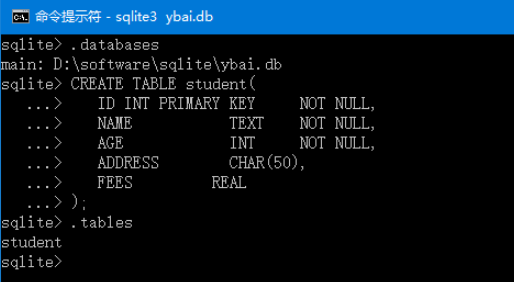 命令提示符 - sqlite3 ybai.db
sqlite> .databases
main: D:\software\sqlite\ybai.db
sqlite> CREATE TABLE student(
   ...>    ID INT PRIMARY KEY     NOT NULL,
   ...>    NAME           TEXT    NOT NULL,
   ...>    AGE            INT     NOT NULL,
   ...>    ADDRESS        CHAR(50),
   ...>    FEES         REAL
   ...> );
sqlite> .tables
student
sqlite>